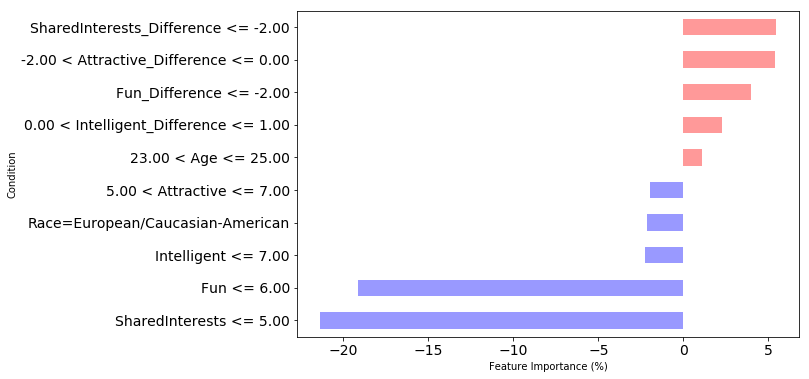 SharedInterests_Difference <= -2.00
-2.00 < Attractive_Difference <= 0.00
Fun_Difference <= -2.00
0.00 < Intelligent_Difference <= 1.00
23.00 < Age <= 25.00
5.00 < Attractive <= 7.00
Race=European/Caucasian-American
Intelligent <= 7.00
Fun <= 6.00
SharedInterests <= 5.00
Condition
−20 −15 −10 −5 0 5
Feature Importance (%)